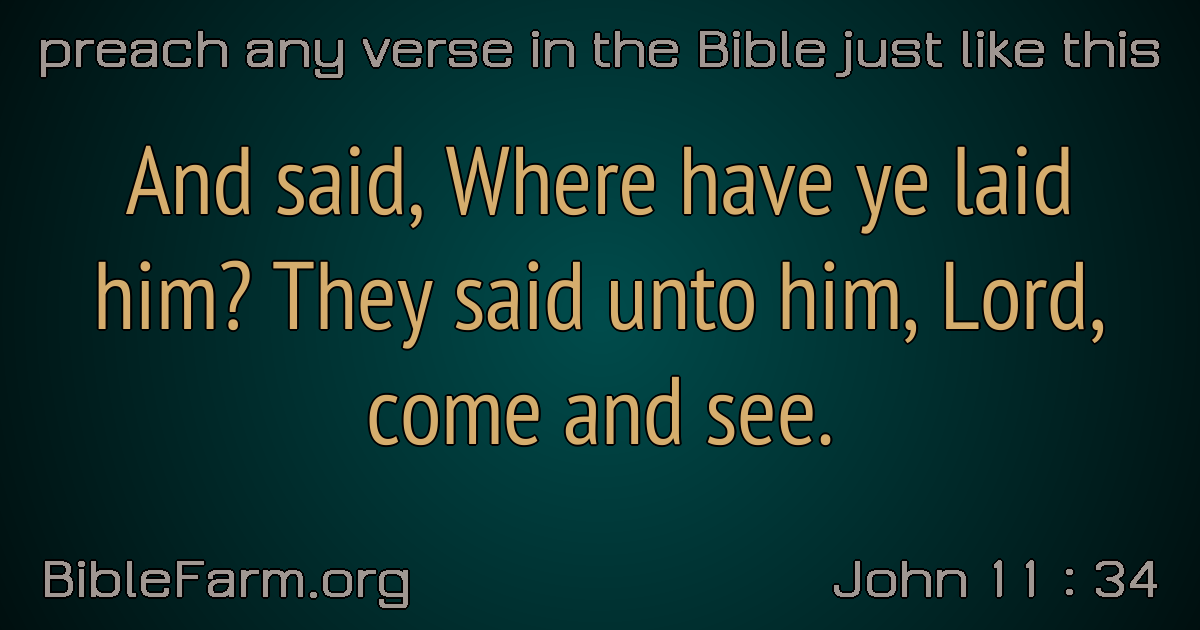 preach any verse in the Bible just like this
And said, Where have ye laid
him? They said unto him, Lord,
come and see.
BibleFarm.org
John 11 : 34